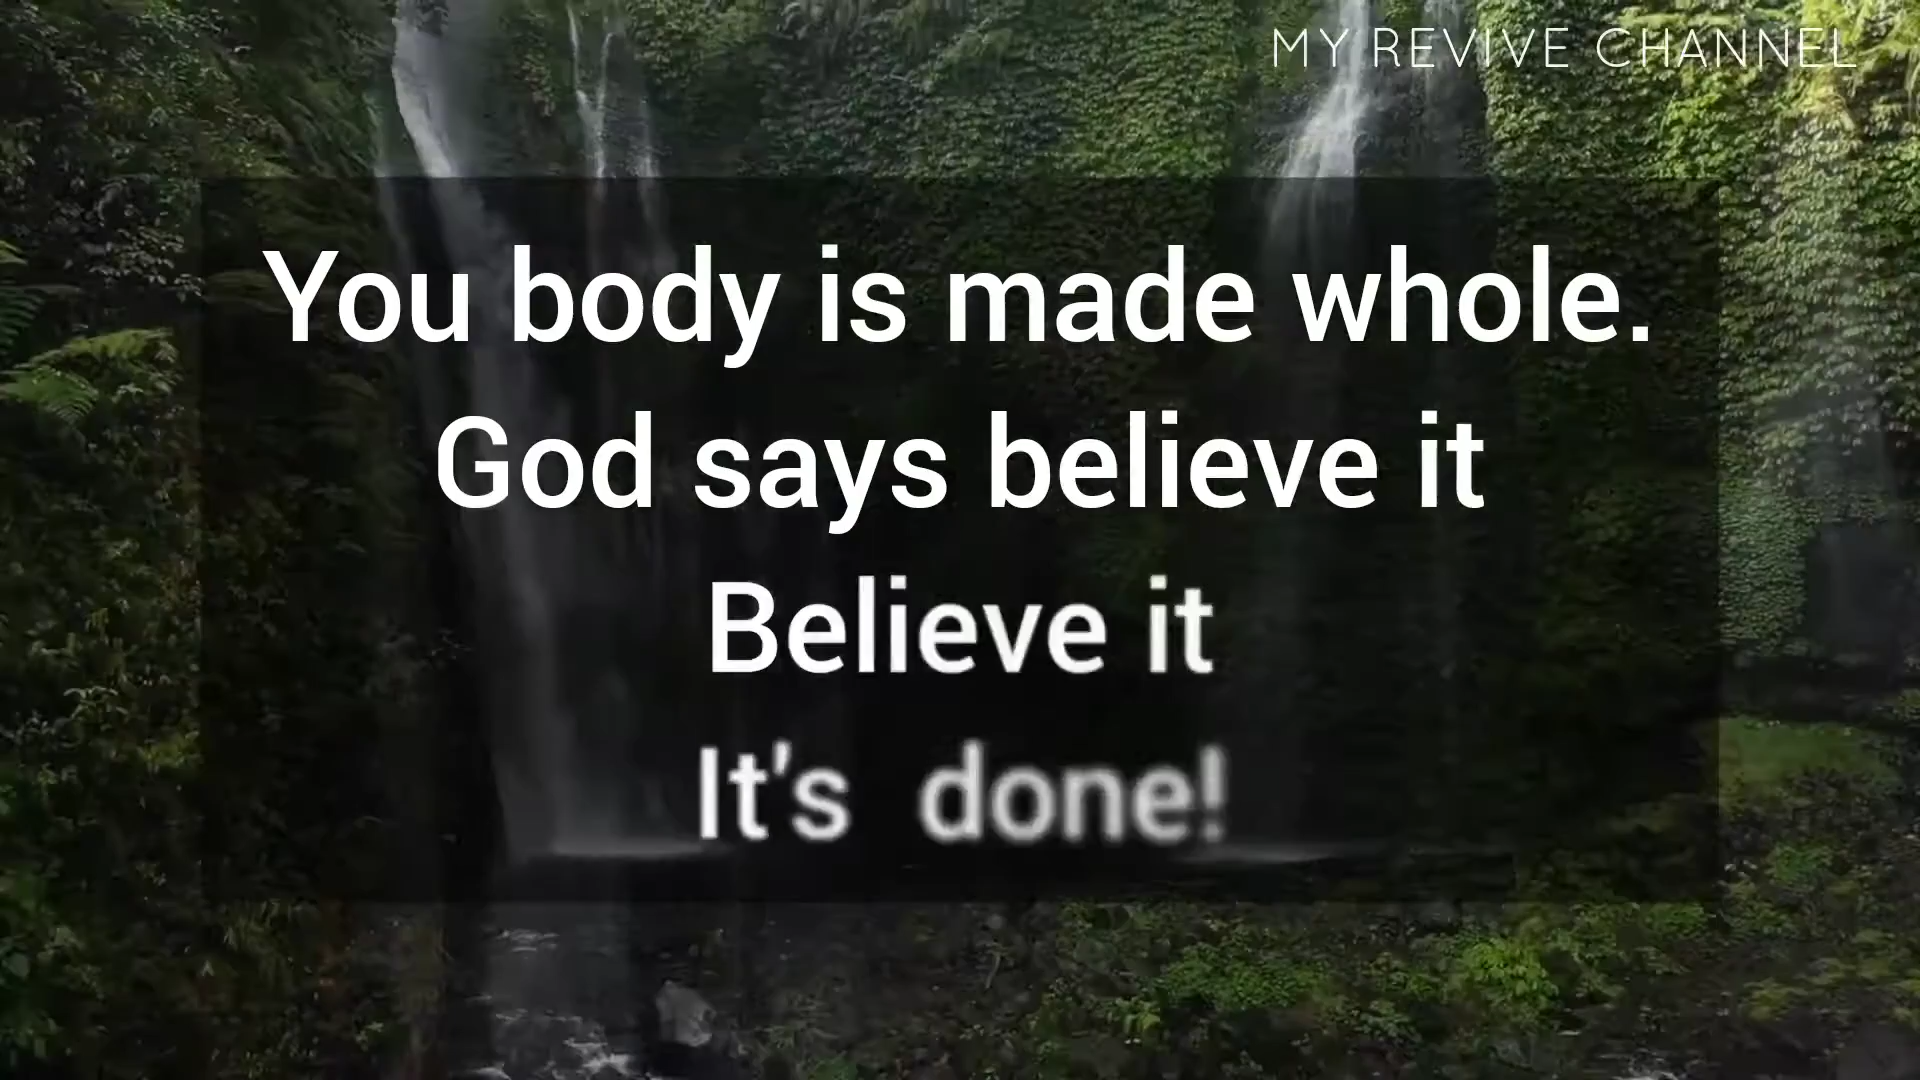 MY REVIVE CHANNEL
You body is made whole.
God says believe it
Believe it
It's done!